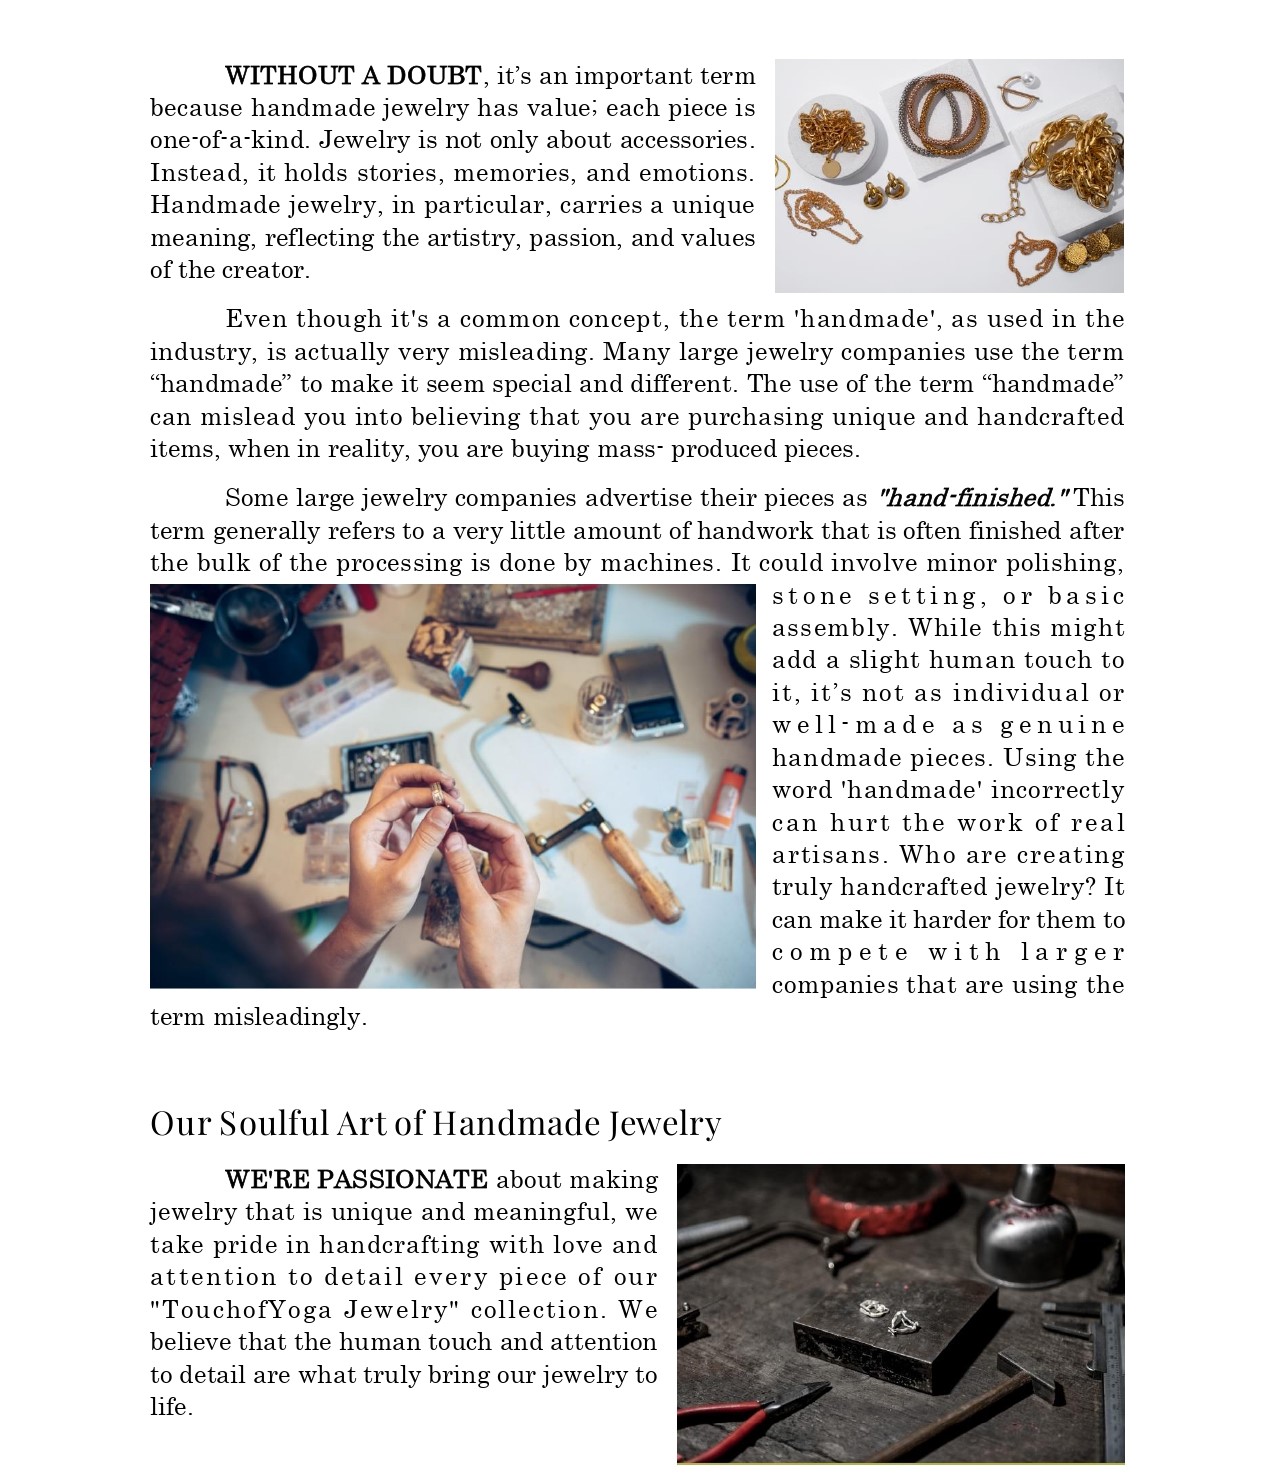 WITHOUT A DOUBT, it’s an important term
because handmade jewelry has value; each piece is
one-of-a-kind. Jewelry is not only about accessories.
Instead, it holds stories, memories, and emotions.
Handmade jewelry, in particular, carries a unique
meaning, reflecting the artistry, passion, and values
of the creator.
Even though it's a common concept, the term 'handmade', as used in the
industry, is actually very misleading. Many large jewelry companies use the term
“handmade” to make it seem special and different. The use of the term “handmade”
can mislead you into believing that you are purchasing unique and handcrafted
items, when in reality, you are buying mass- produced pieces.
Some large jewelry companies advertise their pieces as "hand-finished." This
term generally refers to a very little amount of handwork that is often finished after
the bulk of the processing is done by machines. It could involve minor polishing,
stone setting, or basic
assembly. While this might
add a slight human touch to
it, it’s not as individual or
well-made as genuine
handmade pieces. Using the
word 'handmade' incorrectly
can hurt the work of real
artisans. Who are creating
truly handcrafted jewelry? It
can make it harder for them to
compete with larger
companies that are using the
term misleadingly.
Our Soulful Art of Handmade Jewelry
WE'RE PASSIONATE about making
jewelry that is unique and meaningful, we
take pride in handcrafting with love and
attention to detail every piece of our
"TouchofYoga Jewelry" collection. We
believe that the human touch and attention
to detail are what truly bring our jewelry to
life.